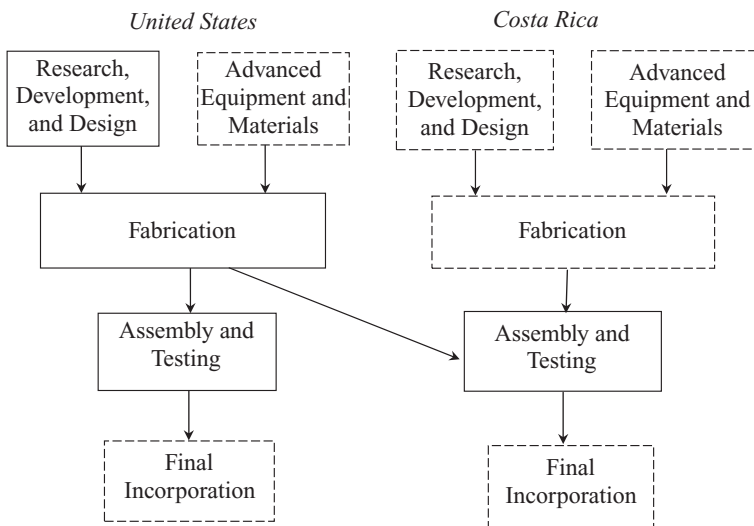 United States
Costa Rica
Research,
Development,
and Design
Advanced
Equipment and
Materials
Research,
Development,
and Design
Advanced
Equipment and
Materials
Fabrication
Fabrication
Assembly and
Testing
Assembly and
Testing
Final
Incorporation
Final
Incorporation